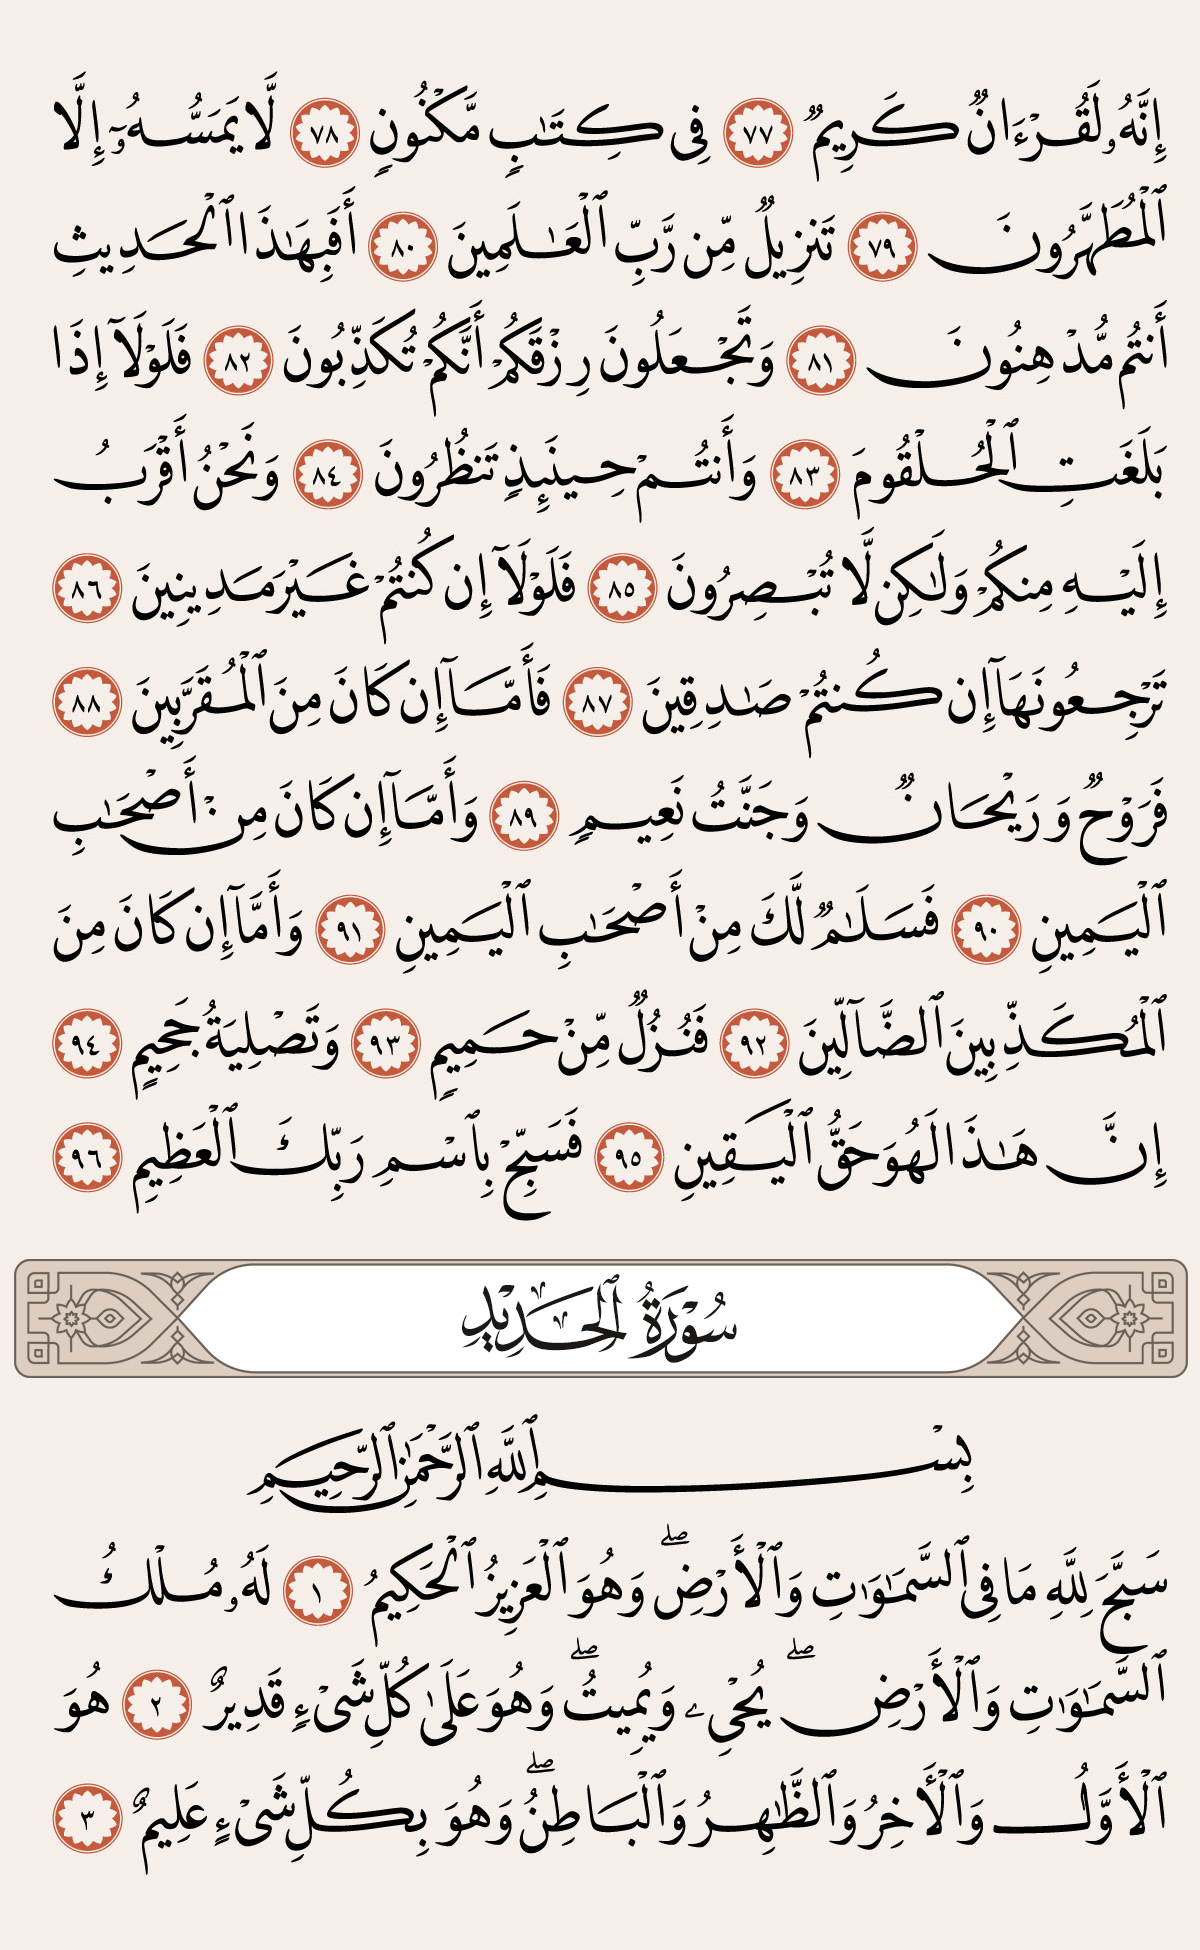 إِنَّهُۥ لَقُرْءَانٌ كَرِيمٌ ٧٧ فِى كِتَٰبٍ مَّكْنُونٍ ٧٨ لَّا يَمَسُّهُۥٓ إِلَّا
ٱلْمُطَهَّرُونَ ٧٩ تَنزِيلٌ مِّن رَّبِّ ٱلْعَٰلَمِينَ ٨٠ أَفَبِهَٰذَا ٱلْحَدِيثِ
أَنتُم مُّدْهِنُونَ ٨١ وَتَجْعَلُونَ رِزْقَكُمْ أَنَّكُمْ تُكَذِّبُونَ ٨٢ فَلَوْلَآ إِذَا
بَلَغَتِ ٱلْحُلْقُومَ ٨٣ وَأَنتُمْ حِينَئِذٍ تَنظُرُونَ ٨٤ وَنَحْنُ أَقْرَبُ
إِلَيْهِ مِنكُمْ وَلَٰكِن لَّا تُبْصِرُونَ ٨٥ فَلَوْلَآ إِن كُنتُمْ غَيْرَ مَدِينِينَ ٨٦
تَرْجِعُونَهَآ إِن كُنتُمْ صَٰدِقِينَ ٨٧ فَأَمَّآ إِن كَانَ مِنَ ٱلْمُقَرَّبِينَ ٨٨
فَرَوْحٌ وَرَيْحَانٌ وَجَنَّتُ نَعِيمٍ ٨٩ وَأَمَّآ إِن كَانَ مِنْ أَصْحَٰبِ
ٱلْيَمِينِ ٩٠ فَسَلَٰمٌ لَّكَ مِنْ أَصْحَٰبِ ٱلْيَمِينِ ٩١ وَأَمَّآ إِن كَانَ مِنَ
ٱلْمُكَذِّبِينَ ٱلضَّآلِّينَ ٩٢ فَنُزُلٌ مِّنْ حَمِيمٍ ٩٣ وَتَصْلِيَةُ جَحِيمٍ ٩٤
إِنَّ هَٰذَا لَهُوَ حَقُّ ٱلْيَقِينِ ٩٥ فَسَبِّحْ بِٱسْمِ رَبِّكَ ٱلْعَظِيمِ ٩٦
سُورَةُ الحَدِيدِ
بِسْمِ ٱللَّهِ ٱلرَّحْمَٰنِ ٱلرَّحِيمِ
سَبَّحَ لِلَّهِ مَا فِى ٱلسَّمَٰوَٰتِ وَٱلْأَرْضِ ۖ وَهُوَ ٱلْعَزِيزُ ٱلْحَكِيمُ ١ لَهُۥ مُلْكُ
ٱلسَّمَٰوَٰتِ وَٱلْأَرْضِ ۖ يُحْىِۦ وَيُمِيتُ ۖ وَهُوَ عَلَىٰ كُلِّ شَىْءٍ قَدِيرٌ ٢ هُوَ
ٱلْأَوَّلُ وَٱلْأَخِرُ وَٱلظَّٰهِرُ وَٱلْبَاطِنُ ۖ وَهُوَ بِكُلِّ شَىْءٍ عَلِيمٌ ٣